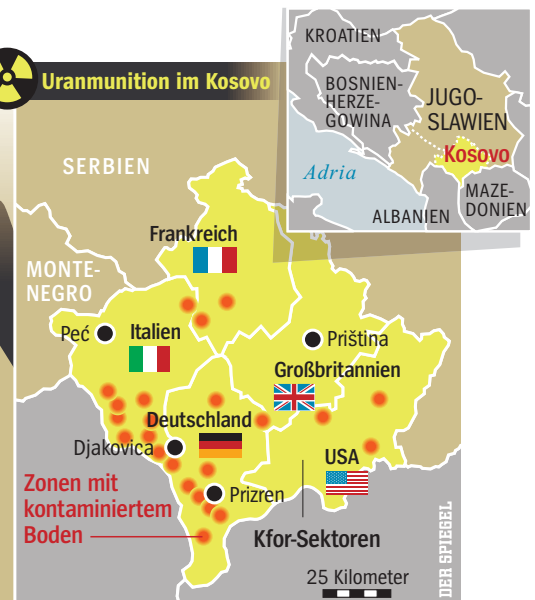 Uranmunition im Kosovo
KROATIEN
BOSNIEN-
HERZE-
GOWINA
JUGO-
SLAWIEN
Kosovo
Adria
MAZE-
DONIEN
ALBANIEN
SERBIEN
Frankreich
MONTE-
NEGRO
Peć
Italien
Priština
Großbritannien
Deutschland
Djakovica
USA
Zonen mit
kontaminiertem
Boden
Prizren
Kfor-Sektoren
25 Kilometer
DER SPIEGEL